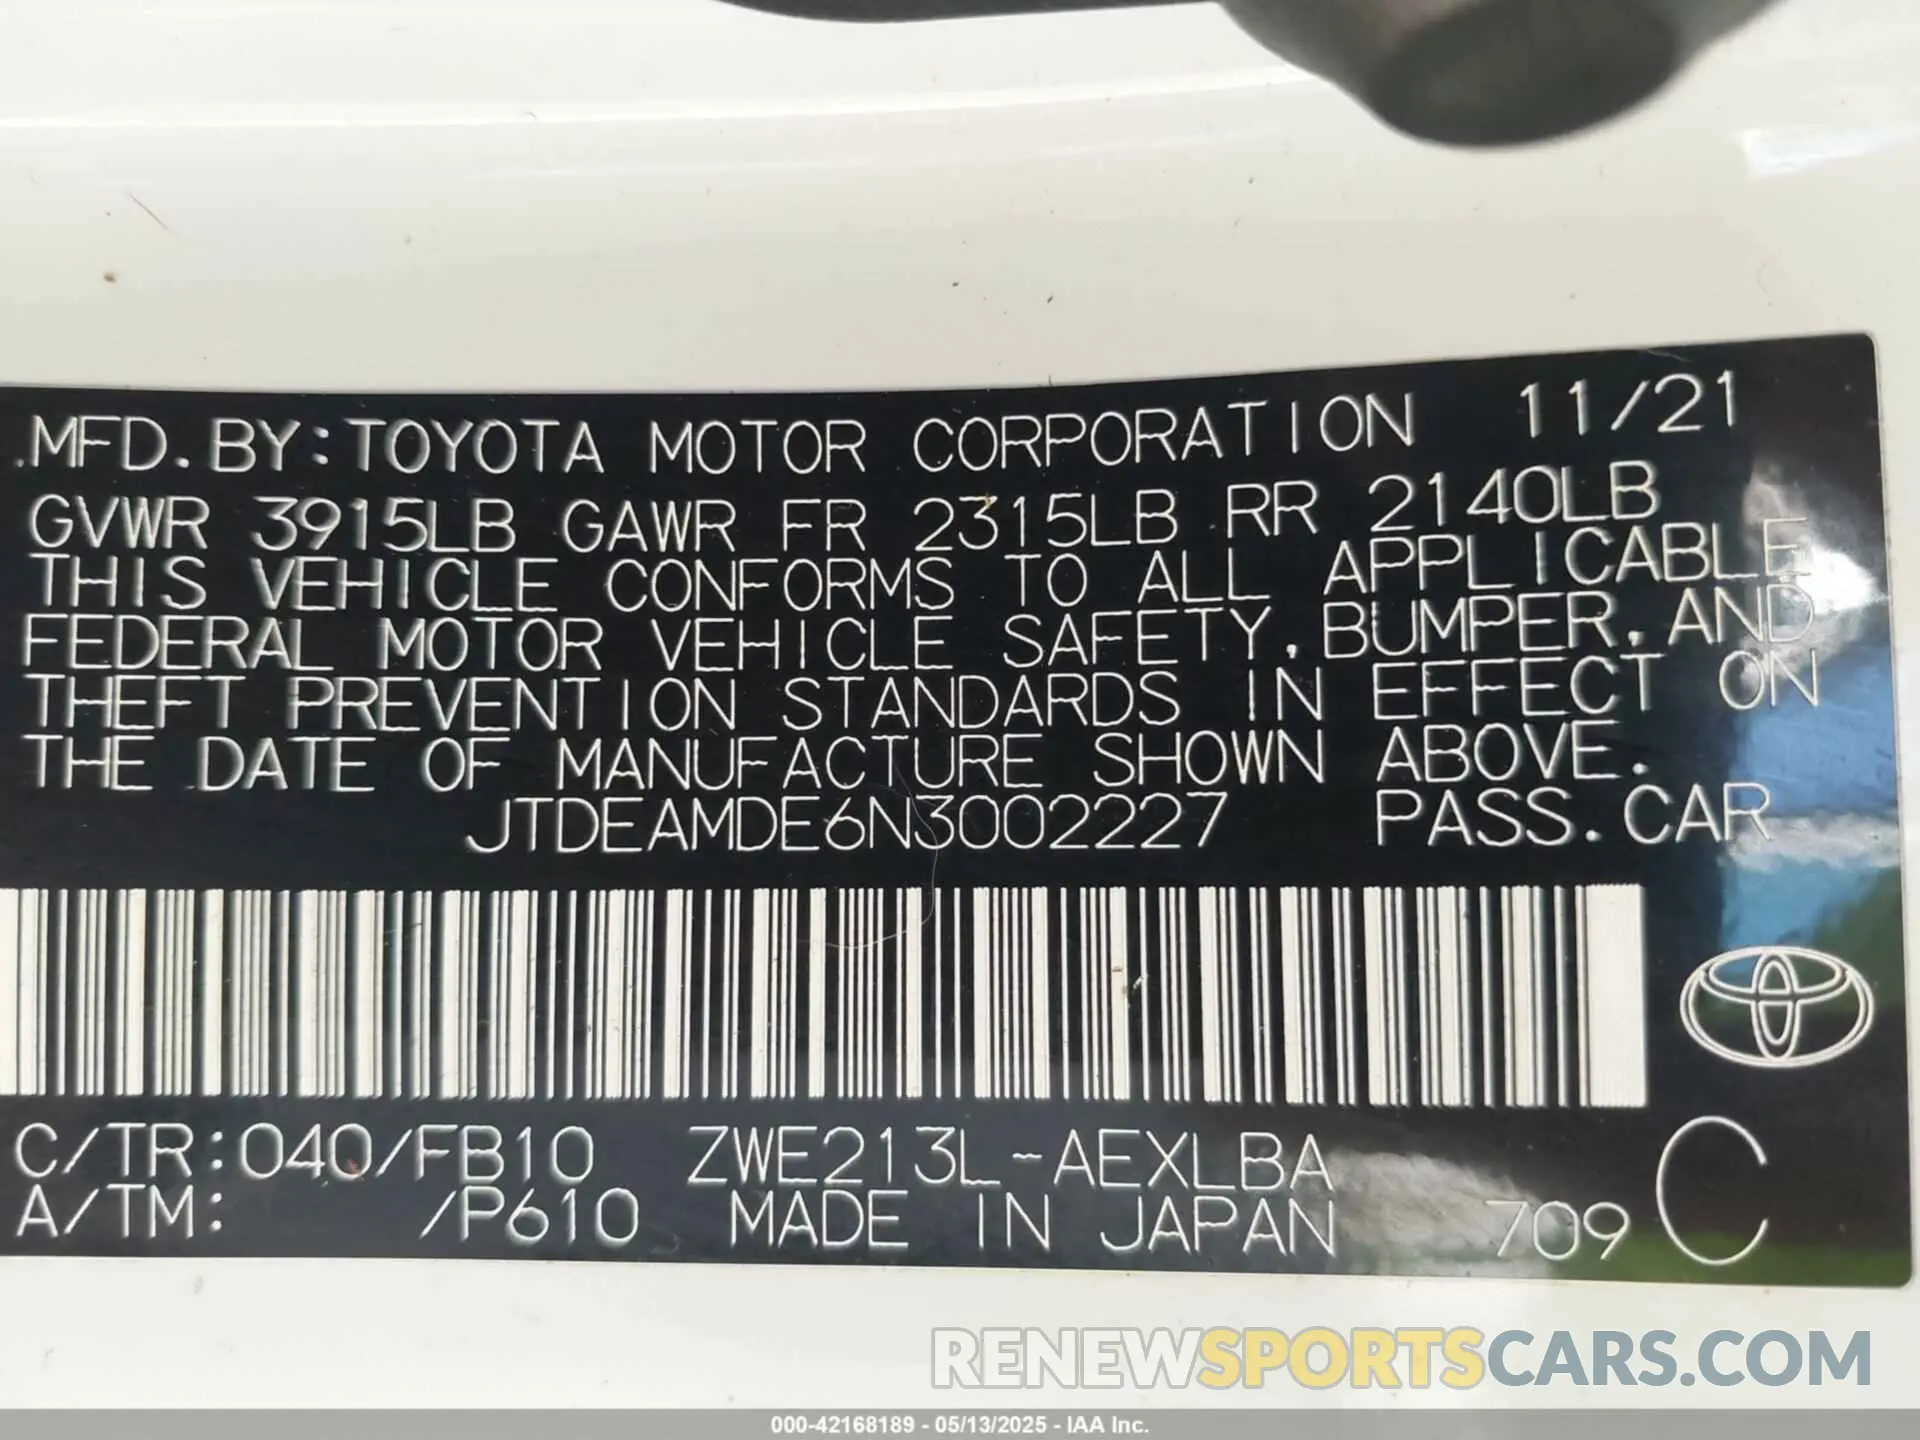 MFD. BY: TOYOTA MOTOR CORPORATION 11/21
GVWR 3915LB GAWR FR 2315LB RR 2140LB
THIS VEHICLE CONFORMS TO ALL APPLICABLE
FEDERAL MOTOR VEHICLE SAFETY, BUMPER, AND
THEFT PREVENTION STANDARDS IN EFFECT ON
THE DATE OF MANUFACTURE SHOWN ABOVE.
JTDEAMDE6N3002227 PASS. CAR
C/TR: 040/FB10 ZWE213L-AEXLBA C
A/TM: /P610 MADE IN JAPAN 709
RENEWSPORTSCARS.COM
000-42168189 - 05/13/2025 - IAA Inc.